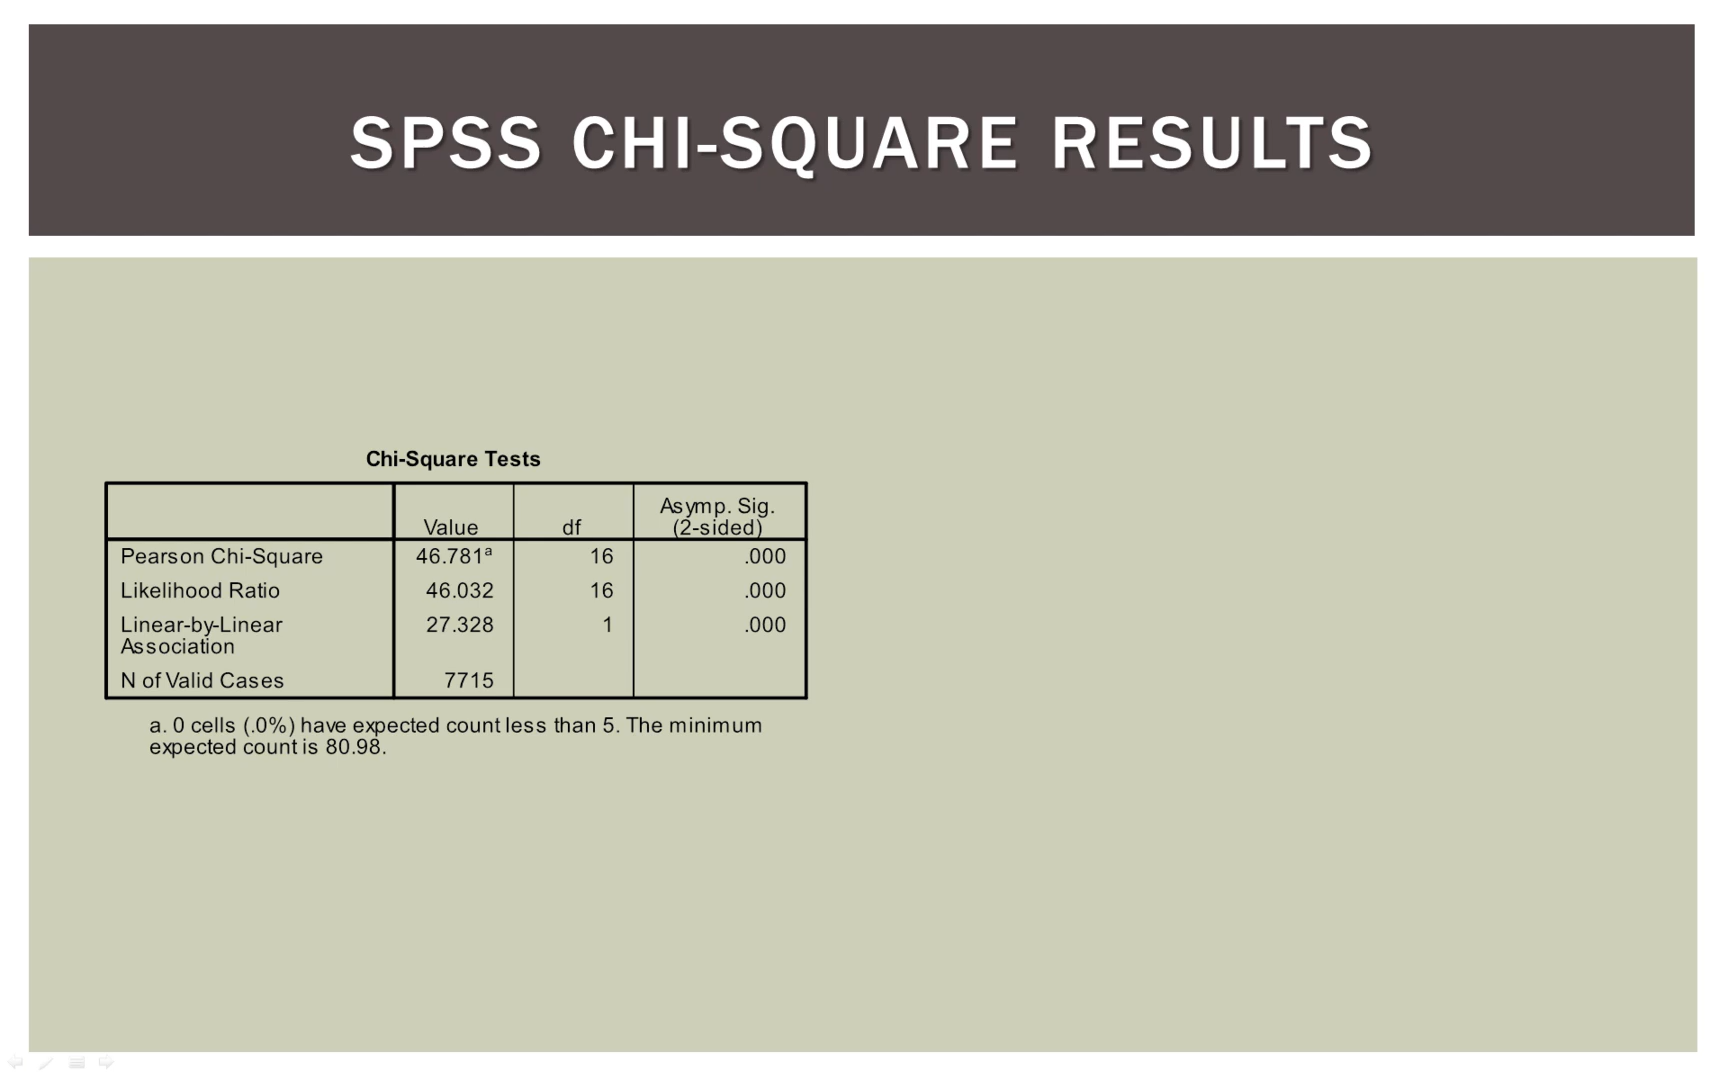 SPSS CHI-SQUARE RESULTS
Chi-Square Tests
Value df Asymp. Sig. (2-sided)
Pearson Chi-Square 46.781ᵃ 16 .000
Likelihood Ratio 46.032 16 .000
Linear-by-Linear Association 27.328 1 .000
N of Valid Cases 7715
a. 0 cells (.0%) have expected count less than 5. The minimum
expected count is 80.98.